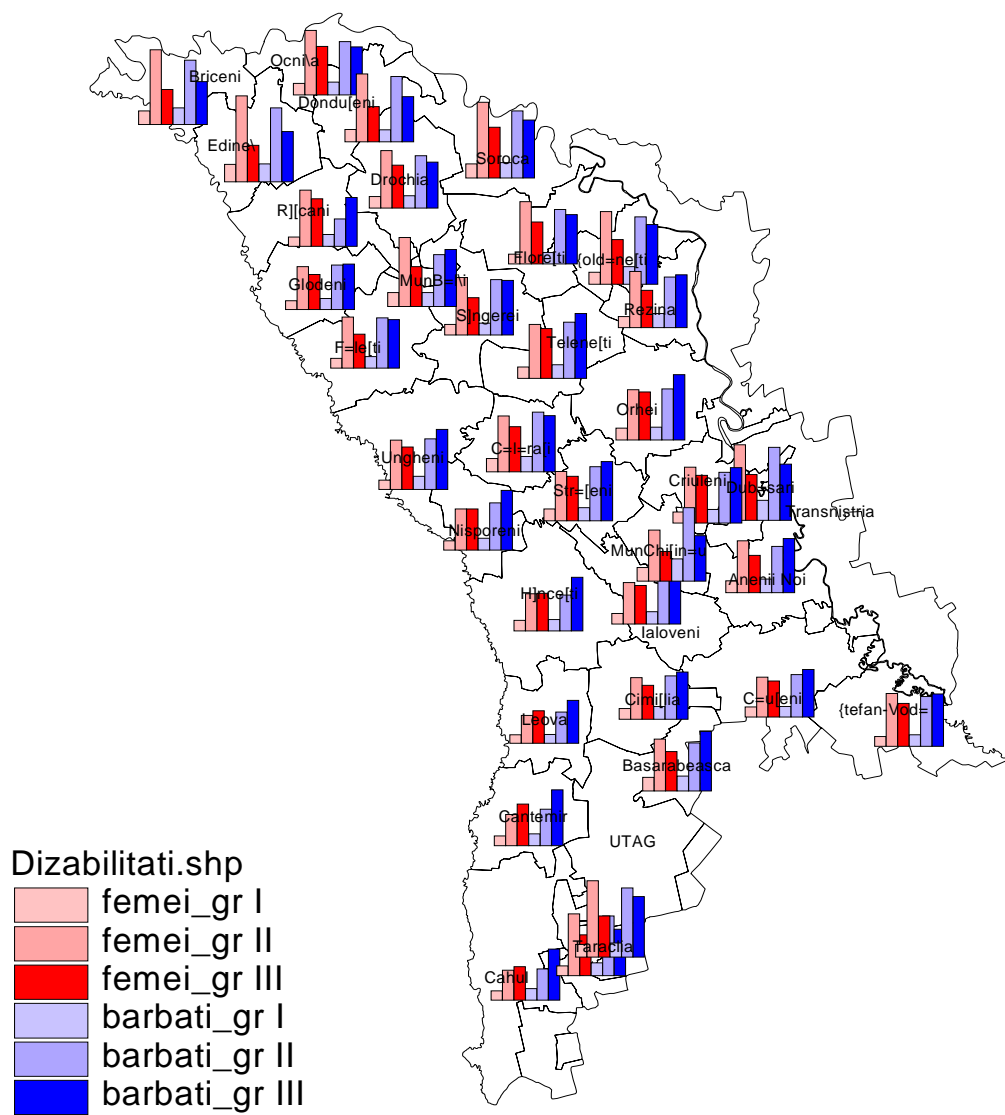 Ocni\a
Briceni
Dondu[eni
Edine\
Soroca
Drochia
R][cani
Flore[ti
{old=ne[ti
Glodeni
MunB=\i
Rezina
S]ngerei
F=le[ti
Telene[ti
Orhei
C=l=ra[i
Ungheni
Criuleni
Dub=sari
Str=[eni
Transnistria
Nisporeni
MunChi[in=u
Anenii Noi
H]nce[ti
Ialoveni
Cimi[lia
C=u[eni
{tefan-Vod=
Leova
Basarabeasca
Cantemir
UTAG
Taraclia
Cahul
Dizabilitati.shp
femei_gr I
femei_gr II
femei_gr III
barbati_gr I
barbati_gr II
barbati_gr III